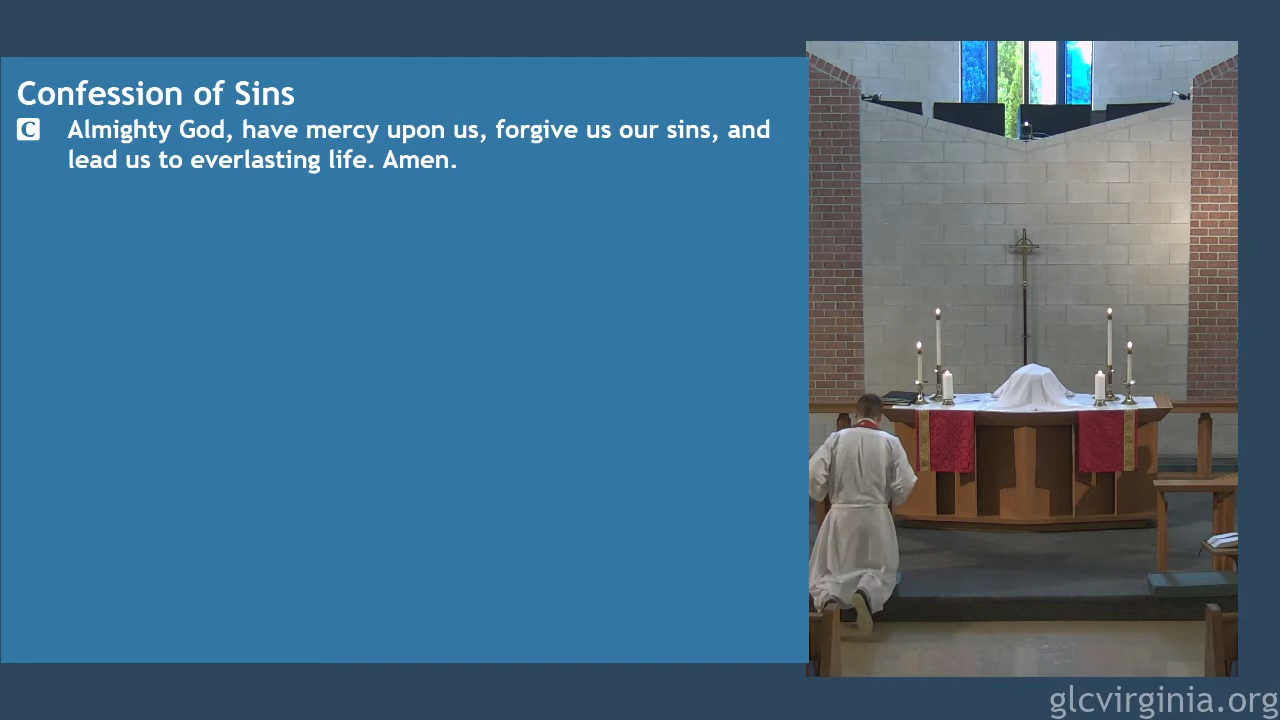 Confession of Sins
C Almighty God, have mercy upon us, forgive us our sins, and
lead us to everlasting life. Amen.
glcvirginia.org